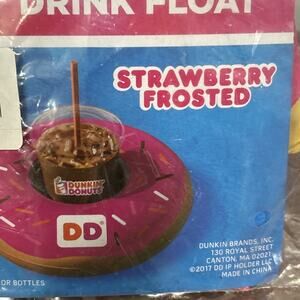 DRINK FLOAT
STRAWBERRY
FROSTED
DUNKIN'
DONUTS
DD
DUNKIN BRANDS, INC.
130 ROYAL STREET
CANTON, MA 02021
©2017 DD IP HOLDER LLC
MADE IN CHINA
OR BOTTLES